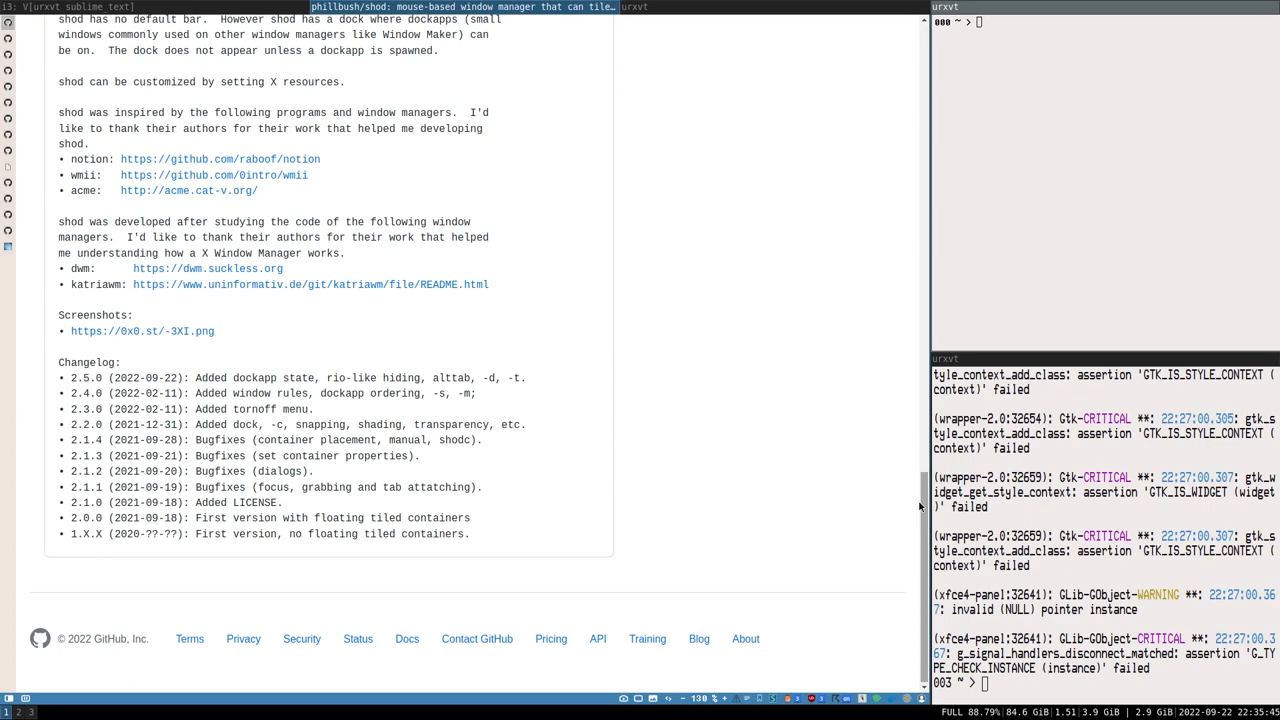 i3: V[urxvt sublime_text]
phillbush/shod: mouse-based window manager that can tile…
urxvt
urxvt
shod has no default bar.  However shod has a dock where dockapps (small
windows commonly used on other window managers like Window Maker) can
be on.  The dock does not appear unless a dockapp is spawned.
shod can be customized by setting X resources.
shod was inspired by the following programs and window managers.  I'd
like to thank their authors for their work that helped me developing
shod.
• notion: https://github.com/raboof/notion
• wmii:   https://github.com/0intro/wmii
• acme:   http://acme.cat-v.org/
shod was developed after studying the code of the following window
managers.  I'd like to thank their authors for their work that helped
me understanding how a X Window Manager works.
• dwm:      https://dwm.suckless.org
• katriawm: https://www.uninformativ.de/git/katriawm/file/README.html
Screenshots:
• https://0x0.st/-3XI.png
Changelog:
• 2.5.0 (2022-09-22): Added dockapp state, rio-like hiding, alttab, -d, -t.
• 2.4.0 (2022-02-11): Added window rules, dockapp ordering, -s, -m;
• 2.3.0 (2022-02-11): Added tornoff menu.
• 2.2.0 (2021-12-31): Added dock, -c, snapping, shading, transparency, etc.
• 2.1.4 (2021-09-28): Bugfixes (container placement, manual, shodc).
• 2.1.3 (2021-09-21): Bugfixes (set container properties).
• 2.1.2 (2021-09-20): Bugfixes (dialogs).
• 2.1.1 (2021-09-19): Bugfixes (focus, grabbing and tab attatching).
• 2.1.0 (2021-09-18): Added LICENSE.
• 2.0.0 (2021-09-18): First version with floating tiled containers
• 1.X.X (2020-??-??): First version, no floating tiled containers.
© 2022 GitHub, Inc. Terms Privacy Security Status Docs Contact GitHub Pricing API Training Blog About
000 ~ >
urxvt
tyle_context_add_class: assertion 'GTK_IS_STYLE_CONTEXT (
context)' failed
(wrapper-2.0:32654): Gtk-CRITICAL **: 22:27:00.305: gtk_s
tyle_context_add_class: assertion 'GTK_IS_STYLE_CONTEXT (
context)' failed
(wrapper-2.0:32659): Gtk-CRITICAL **: 22:27:00.307: gtk_w
idget_get_style_context: assertion 'GTK_IS_WIDGET (widget
)' failed
(wrapper-2.0:32659): Gtk-CRITICAL **: 22:27:00.307: gtk_s
tyle_context_add_class: assertion 'GTK_IS_STYLE_CONTEXT (
context)' failed
(xfce4-panel:32641): GLib-GObject-WARNING **: 22:27:00.36
7: invalid (NULL) pointer instance
(xfce4-panel:32641): GLib-GObject-CRITICAL **: 22:27:00.3
67: g_signal_handlers_disconnect_matched: assertion 'G_TY
PE_CHECK_INSTANCE (instance)' failed
003 ~ >
− 130 % +
1 2 3
FULL 88.79%|84.6 GiB|1.51|3.9 GiB | 2.9 GiB|2022-09-22 22:35:45